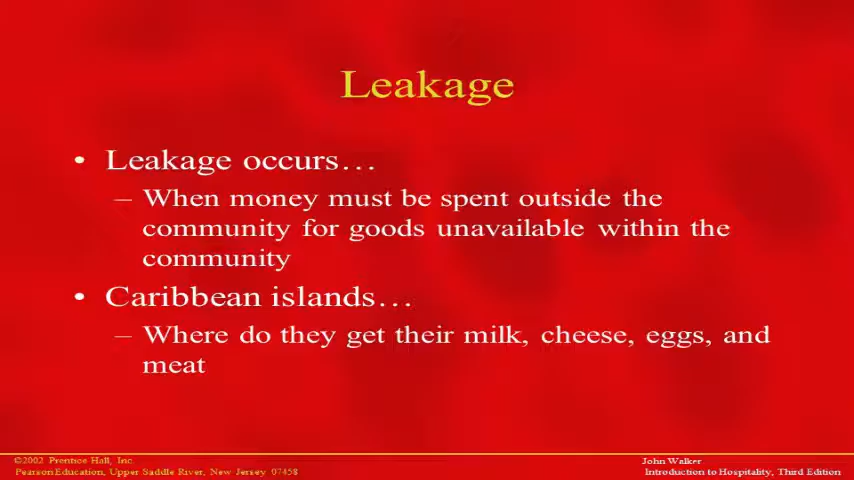 Leakage
• Leakage occurs…
– When money must be spent outside the
community for goods unavailable within the
community
• Caribbean islands…
– Where do they get their milk, cheese, eggs, and
meat
©2002 Prentice Hall, Inc.
Pearson Education, Upper Saddle River, New Jersey 07458
John Walker
Introduction to Hospitality, Third Edition